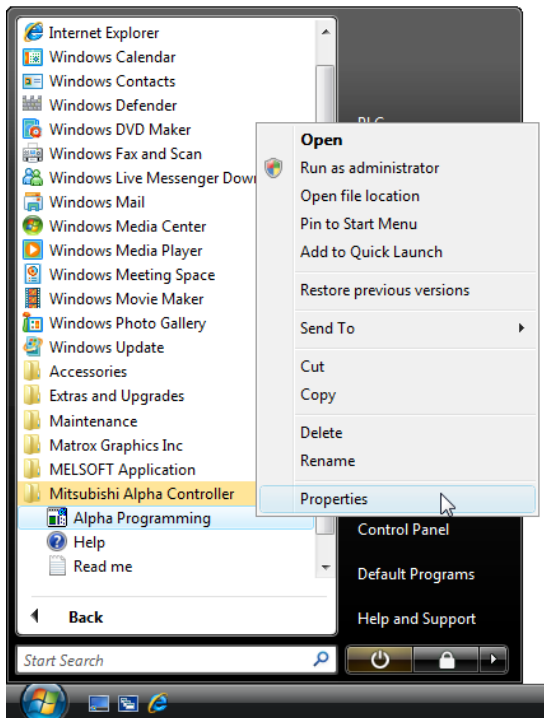 Internet Explorer
Windows Calendar
Windows Contacts
Windows Defender
Windows DVD Maker
Windows Fax and Scan
Windows Live Messenger
Windows Mail
Windows Media Center
Windows Media Player
Windows Meeting Space
Windows Movie Maker
Windows Photo Gallery
Windows Update
Accessories
Extras and Upgrades
Maintenance
Matrox Graphics Inc
MELSOFT Application
Mitsubishi Alpha Controller
Alpha Programming
Help
Read me
Back
Start Search
Open
Run as administrator
Open file location
Pin to Start Menu
Add to Quick Launch
Restore previous versions
Send To
Cut
Copy
Delete
Rename
Properties
Control Panel
Default Programs
Help and Support